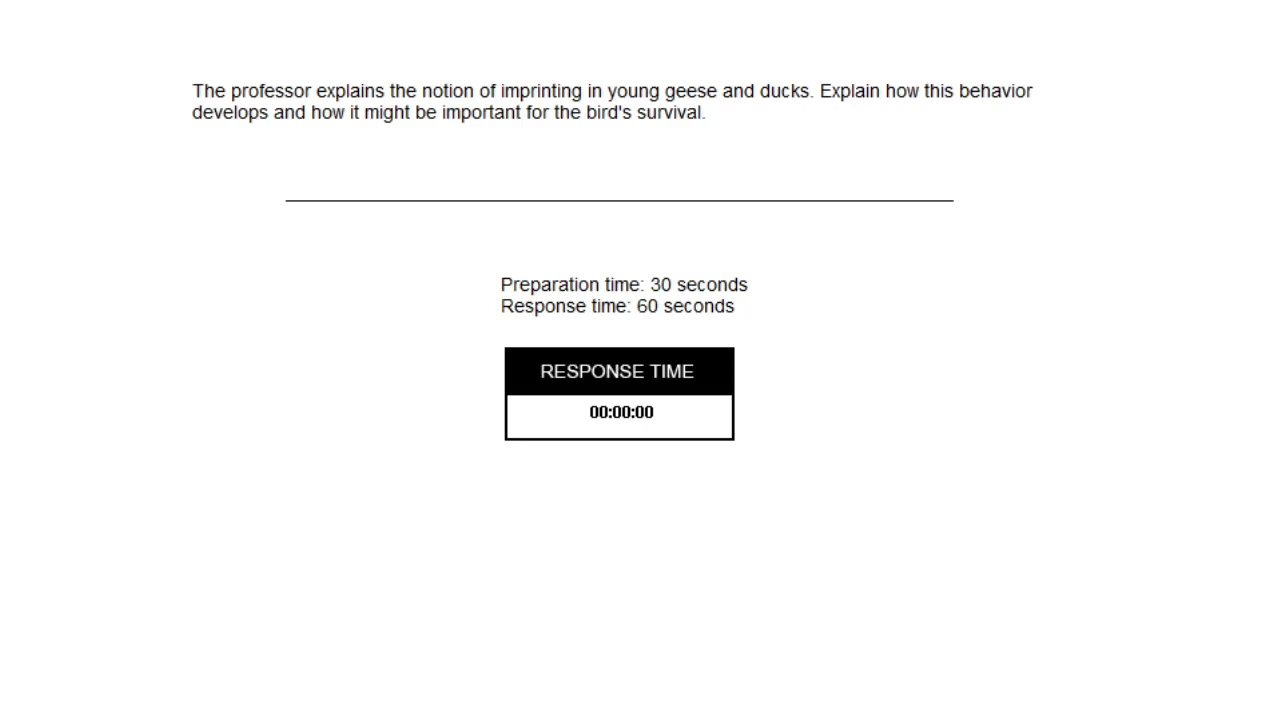 The professor explains the notion of imprinting in young geese and ducks. Explain how this behavior
develops and how it might be important for the bird's survival.
Preparation time: 30 seconds
Response time: 60 seconds
RESPONSE TIME
00:00:00